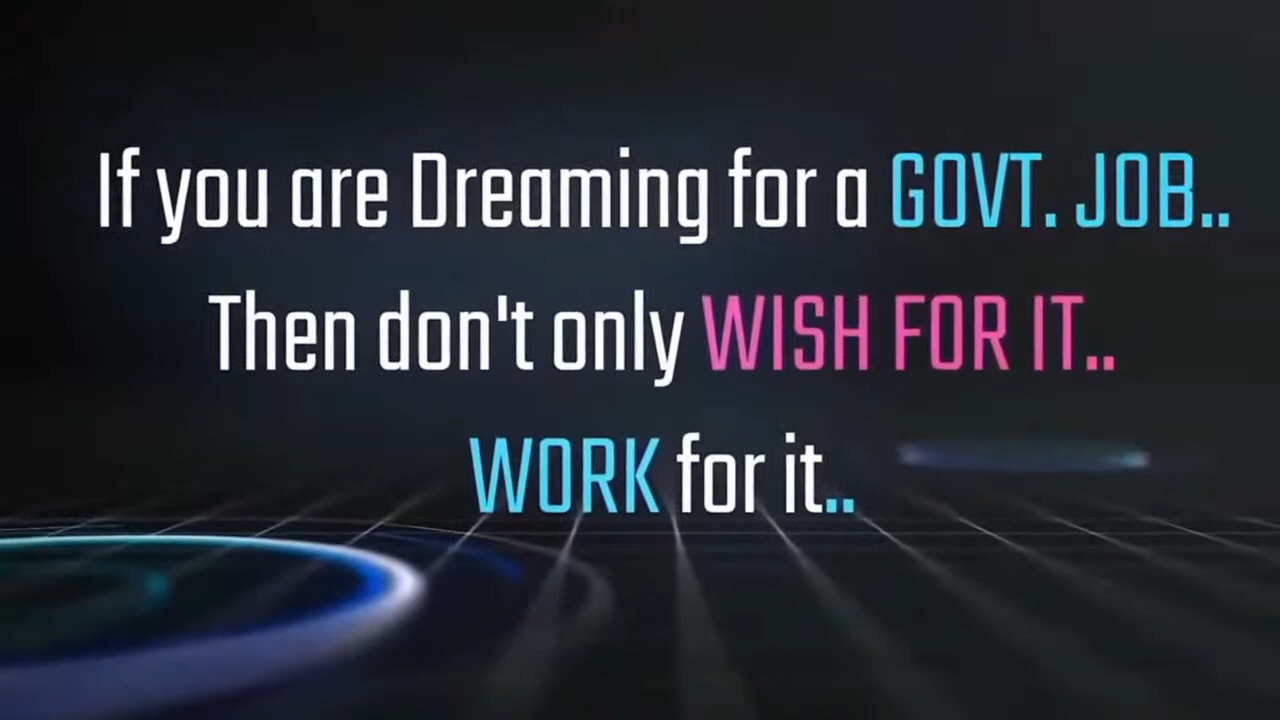 If you are Dreaming for a GOVT. JOB..
Then don't only WISH FOR IT..
WORK for it..